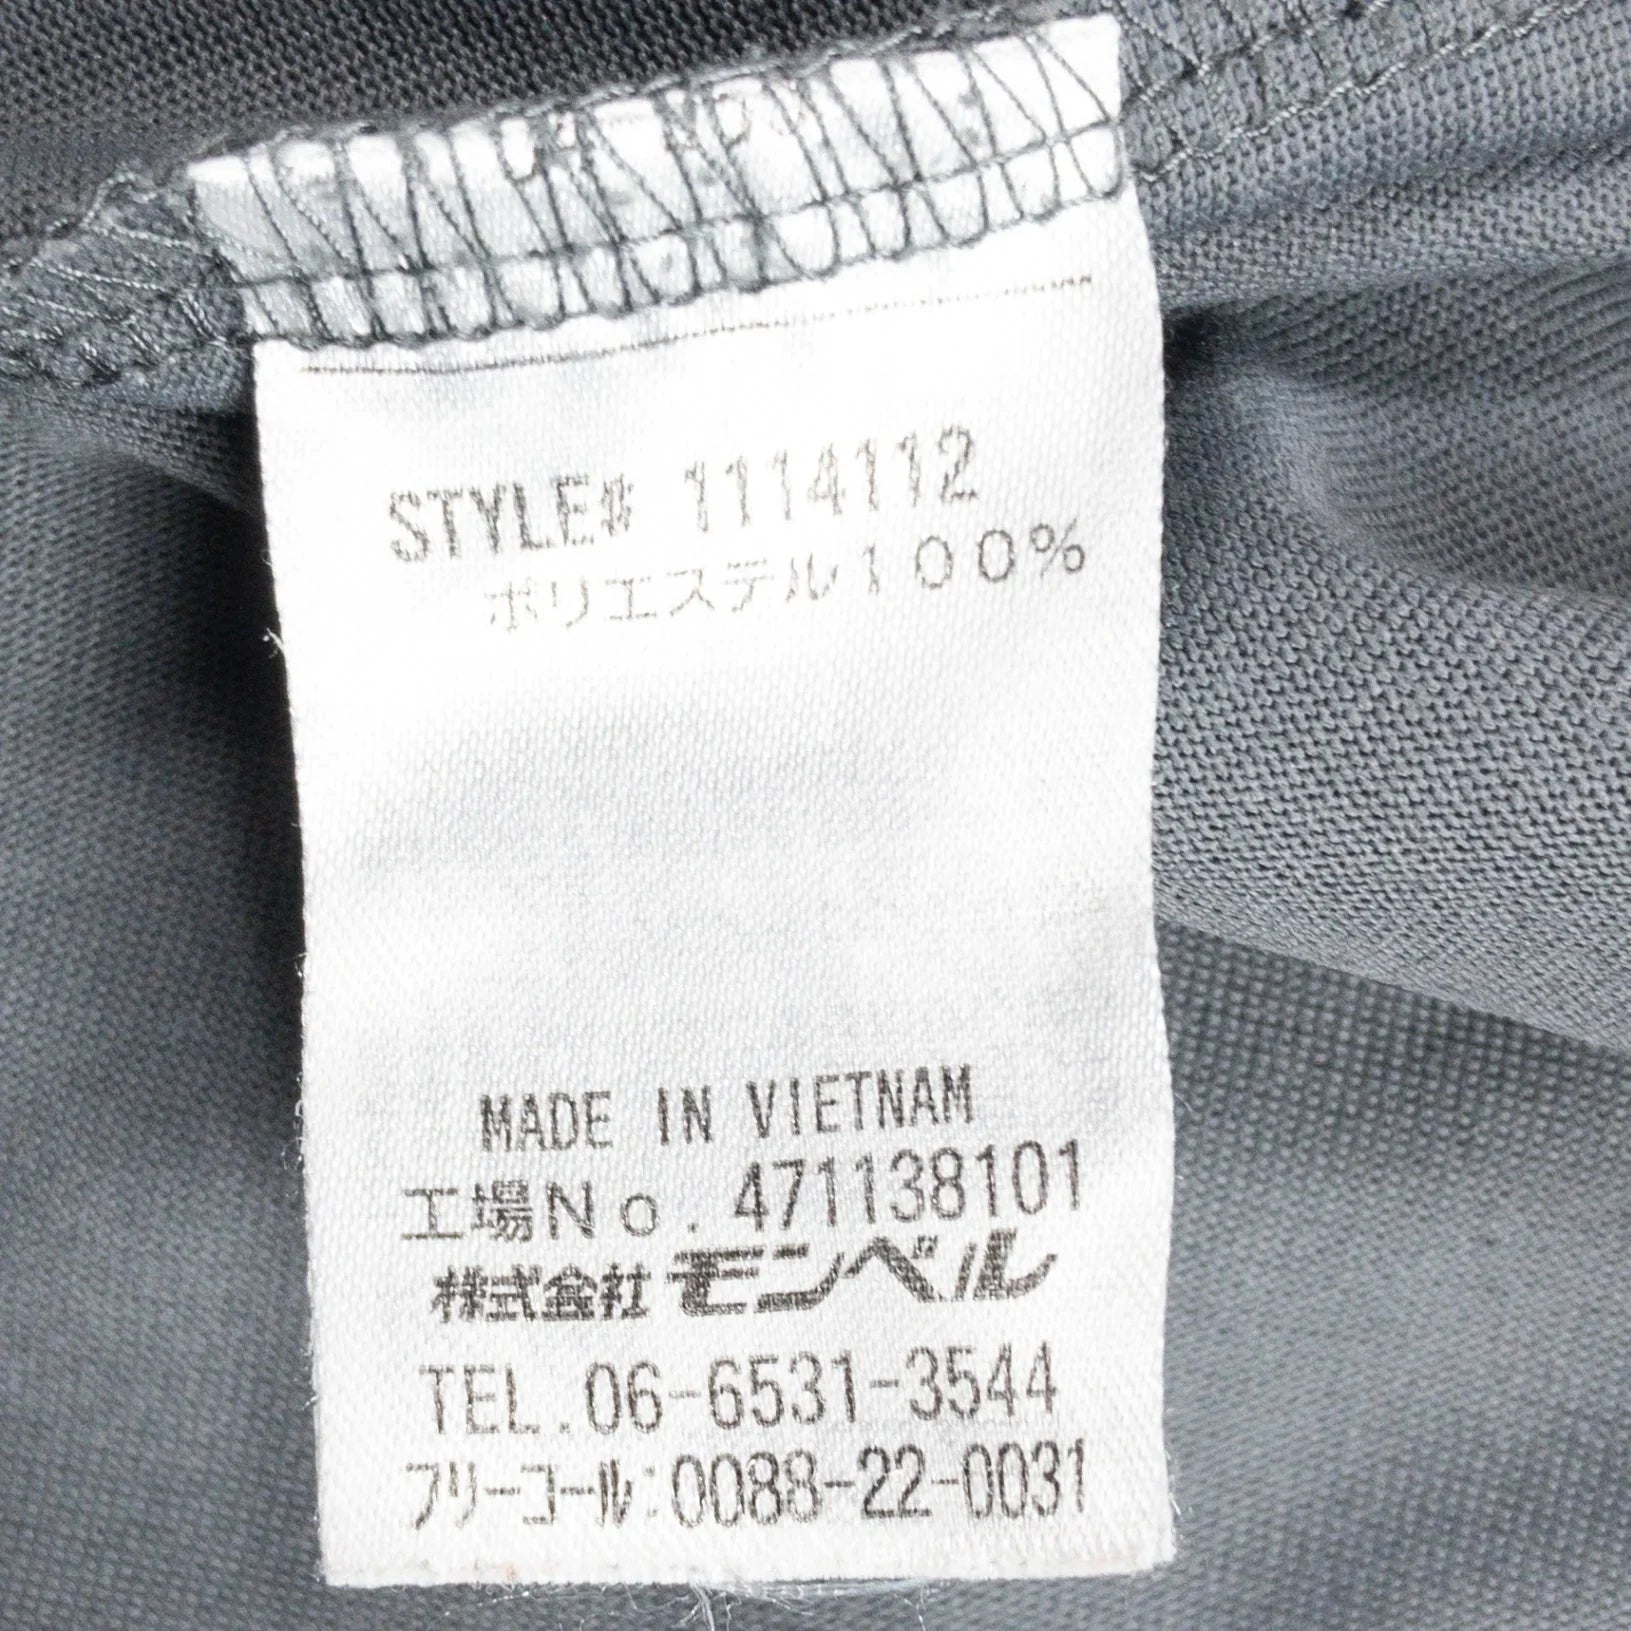 STYLE# 1114112
ポリエステル100%
MADE IN VIETNAM
工場No. 471138101
株式会社モンベル
TEL.06-6531-3544
フリーコール:0088-22-0031